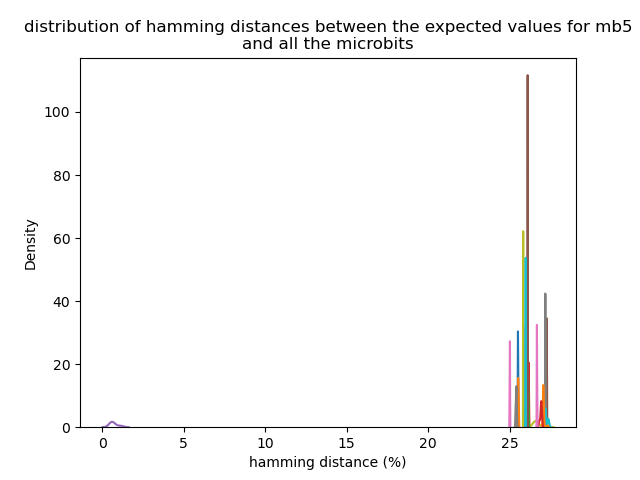 distribution of hamming distances between the expected values for mb5
and all the microbits
100
80
60
40
20
0
Density
0 5 10 15 20 25
hamming distance (%)